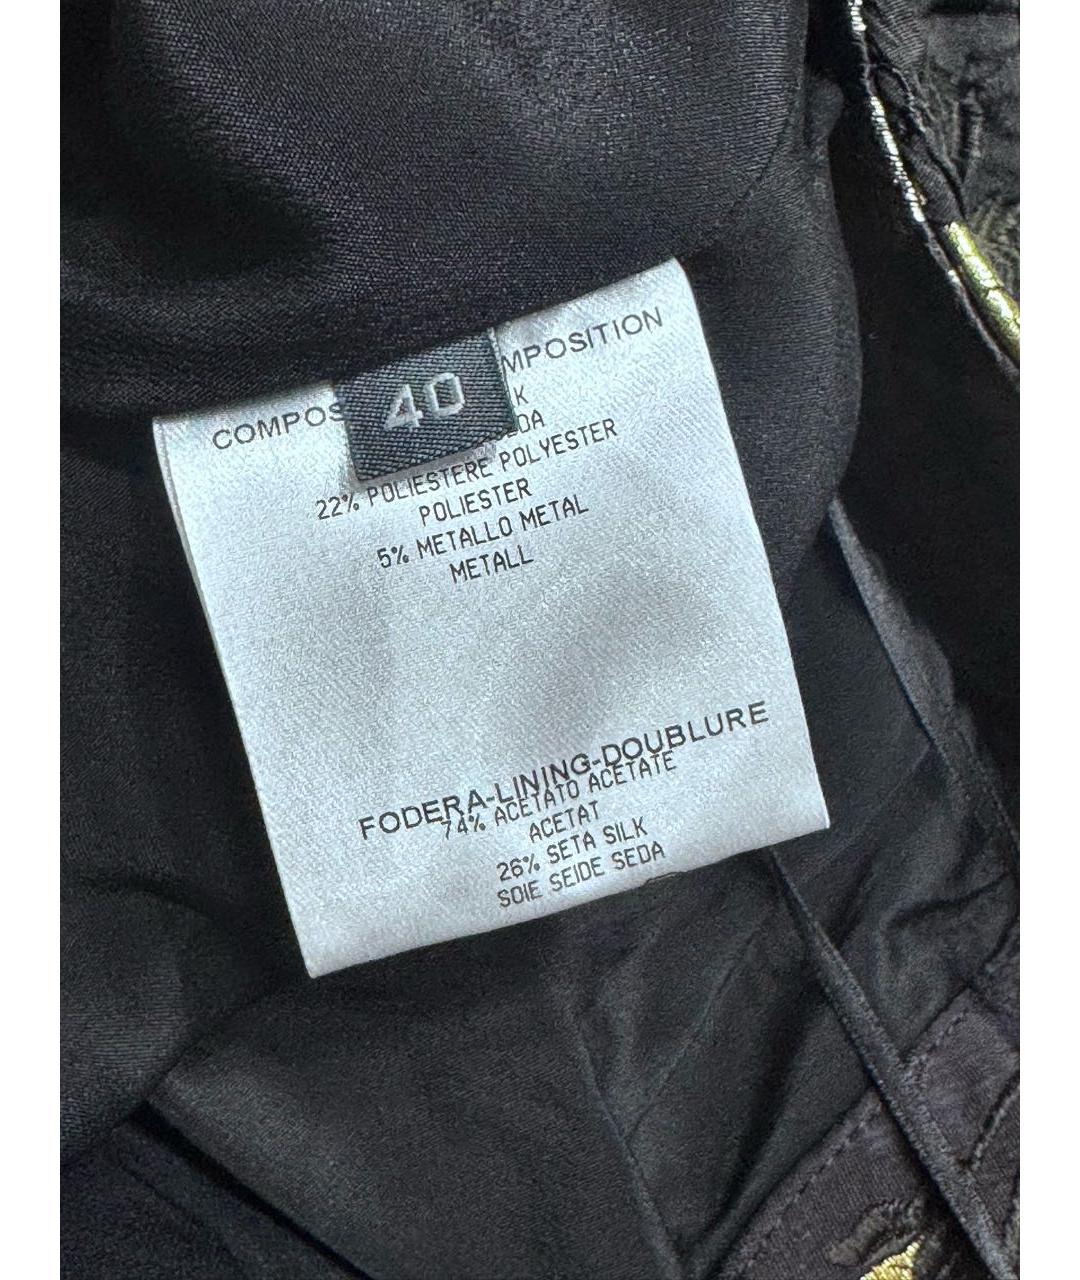 COMPOS
40
MPOSITION
K
DA
22% POLIESTERE POLYESTER
POLIESTER
5% METALLO METAL
METALL
FODERA-LINING-DOUBLURE
74% ACETATO ACETATE
ACETAT
26% SETA SILK
SOIE SEIDE SEDA